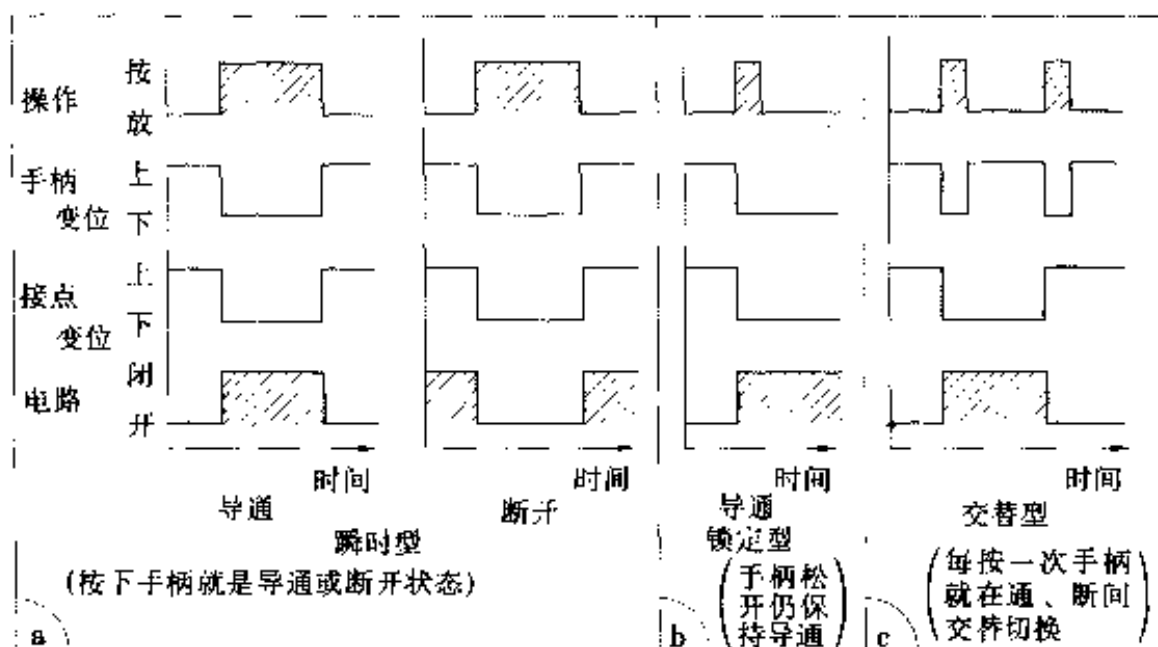 操作
按
放
手柄
变位
上
下
接点
变位
上
下
电路
闭
开
时间
时间
时间
时间
导通
断开
导通
交替型
瞬时型
锁定型
(按下手柄就是导通或断开状态)
(手柄松
开仍保
持导通
(每按一次手柄
就在通、断间
交替切换)
a
b
c